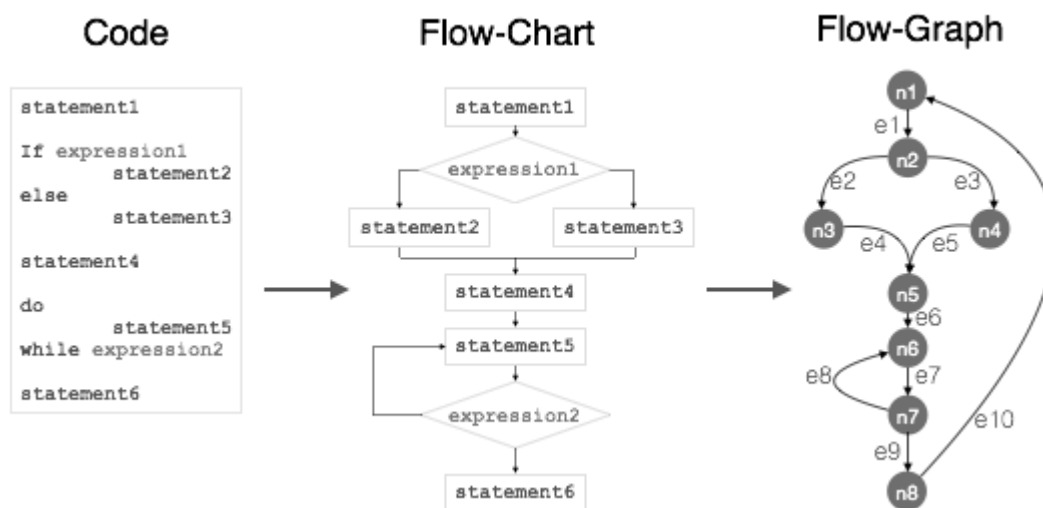 Code
statement1
If expression1
statement2
else
statement3
statement4
do
statement5
while expression2
statement6
Flow-Chart
statement1
expression1
statement2
statement3
statement4
statement5
expression2
statement6
Flow-Graph
n1
e1
n2
e2
e3
n3
n4
e4
e5
n5
e6
n6
e8
e7
n7
e10
e9
n8